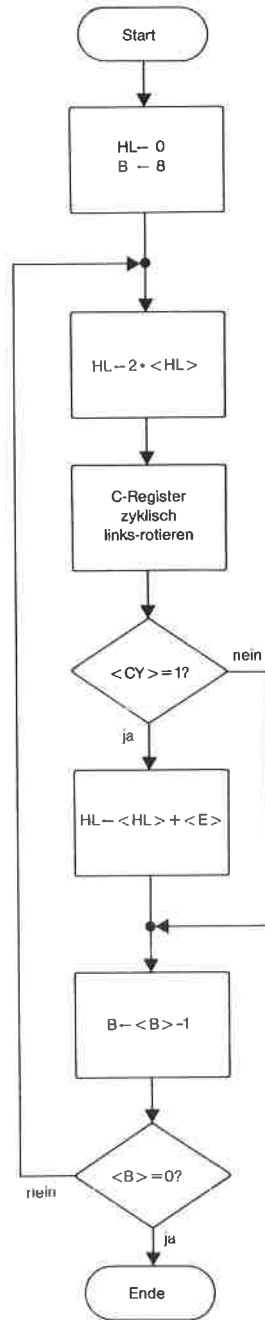 Start
HL← 0
B ← 8
HL←2*<HL>
C-Register
zyklisch
links-rotieren
<CY>=1?
nein
ja
HL←<HL>+<E>
B←<B>-1
<B>=0?
nein
ja
Ende